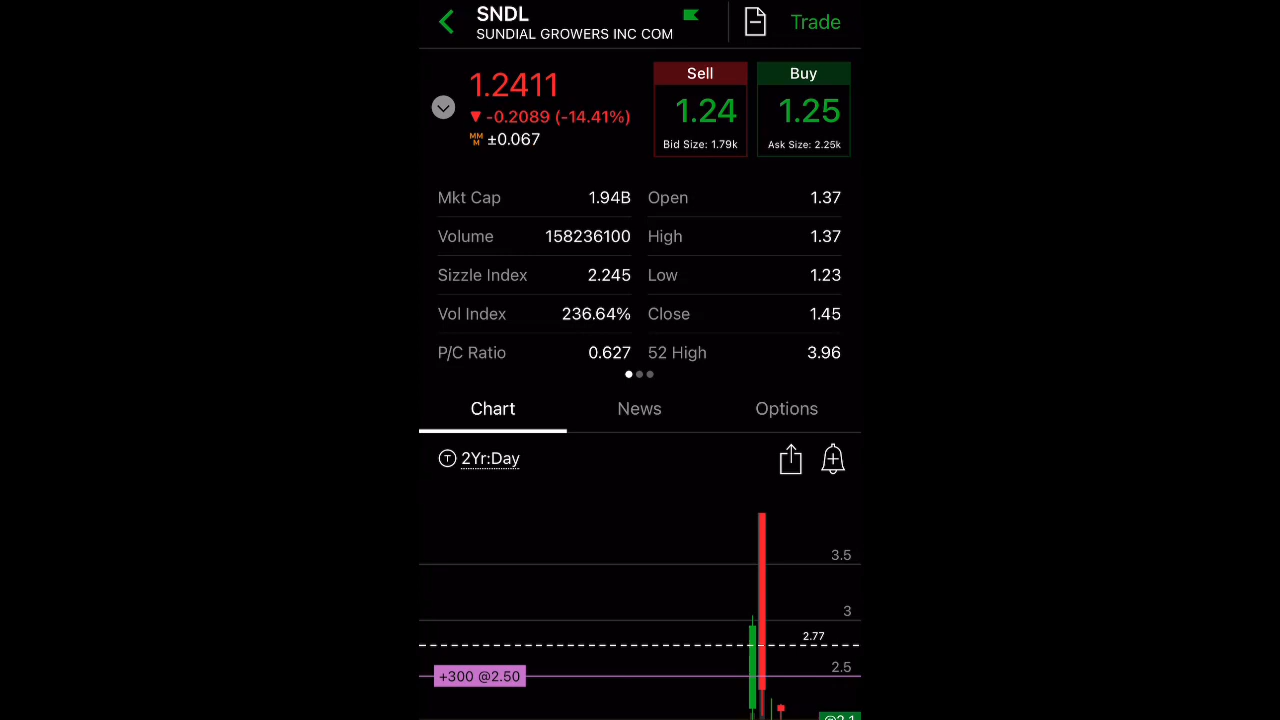 SNDL
SUNDIAL GROWERS INC COM
Trade
1.2411
-0.2089 (-14.41%)
MM
M
±0.067
Sell
1.24
Bid Size: 1.79k
Buy
1.25
Ask Size: 2.25k
Mkt Cap 1.94B Open 1.37
Volume 158236100 High 1.37
Sizzle Index 2.245 Low 1.23
Vol Index 236.64% Close 1.45
P/C Ratio 0.627 52 High 3.96
Chart News Options
T 2Yr:Day
3.5
3
2.77
2.5
+300 @2.50